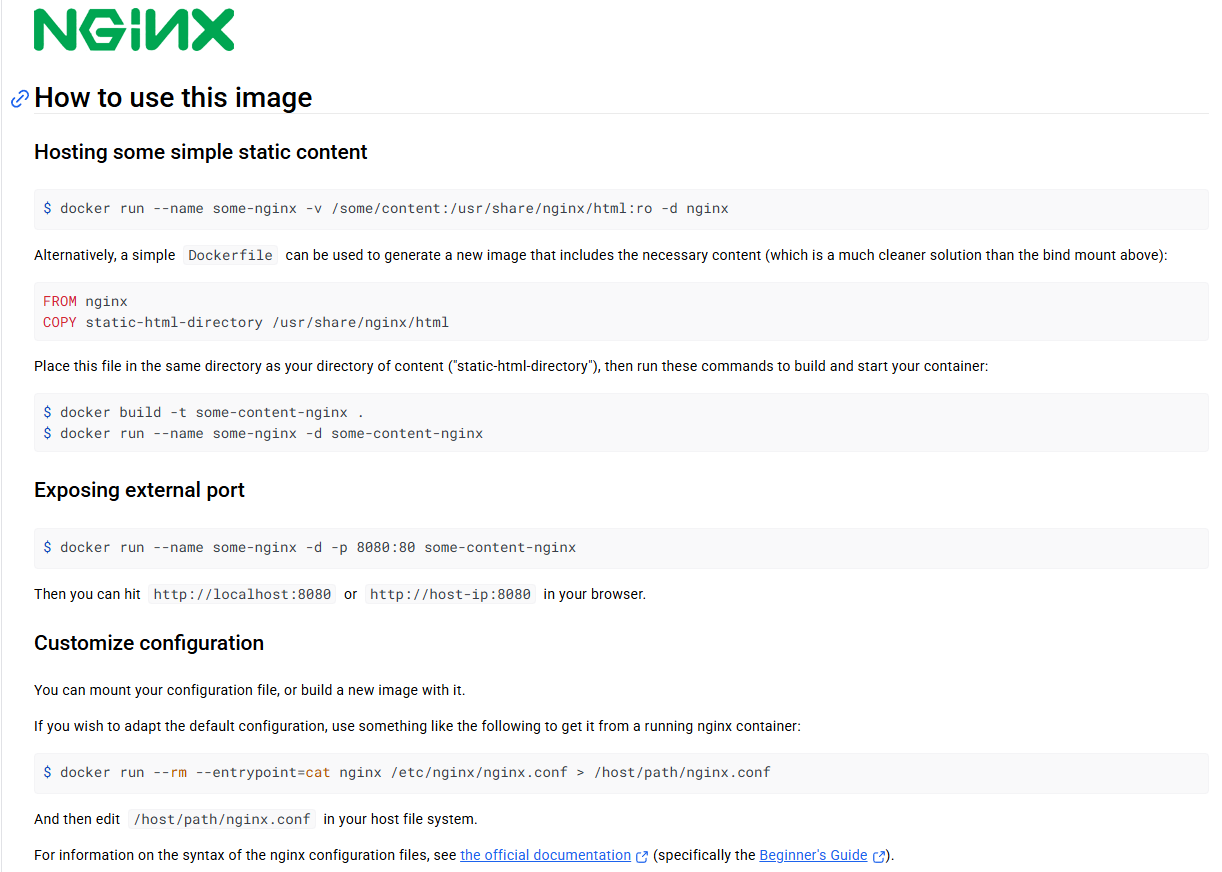 NGINX
How to use this image
Hosting some simple static content
$ docker run --name some-nginx -v /some/content:/usr/share/nginx/html:ro -d nginx
Alternatively, a simple Dockerfile can be used to generate a new image that includes the necessary content (which is a much cleaner solution than the bind mount above):
FROM nginx
COPY static-html-directory /usr/share/nginx/html
Place this file in the same directory as your directory of content ("static-html-directory"), then run these commands to build and start your container:
$ docker build -t some-content-nginx .
$ docker run --name some-nginx -d some-content-nginx
Exposing external port
$ docker run --name some-nginx -d -p 8080:80 some-content-nginx
Then you can hit http://localhost:8080 or http://host-ip:8080 in your browser.
Customize configuration
You can mount your configuration file, or build a new image with it.
If you wish to adapt the default configuration, use something like the following to get it from a running nginx container:
$ docker run --rm --entrypoint=cat nginx /etc/nginx/nginx.conf > /host/path/nginx.conf
And then edit /host/path/nginx.conf in your host file system.
For information on the syntax of the nginx configuration files, see the official documentation (specifically the Beginner's Guide).